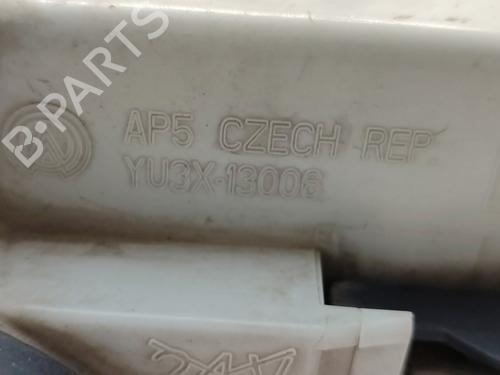 B-PARTS
AP5 CZECH REP.
YU3X-13006